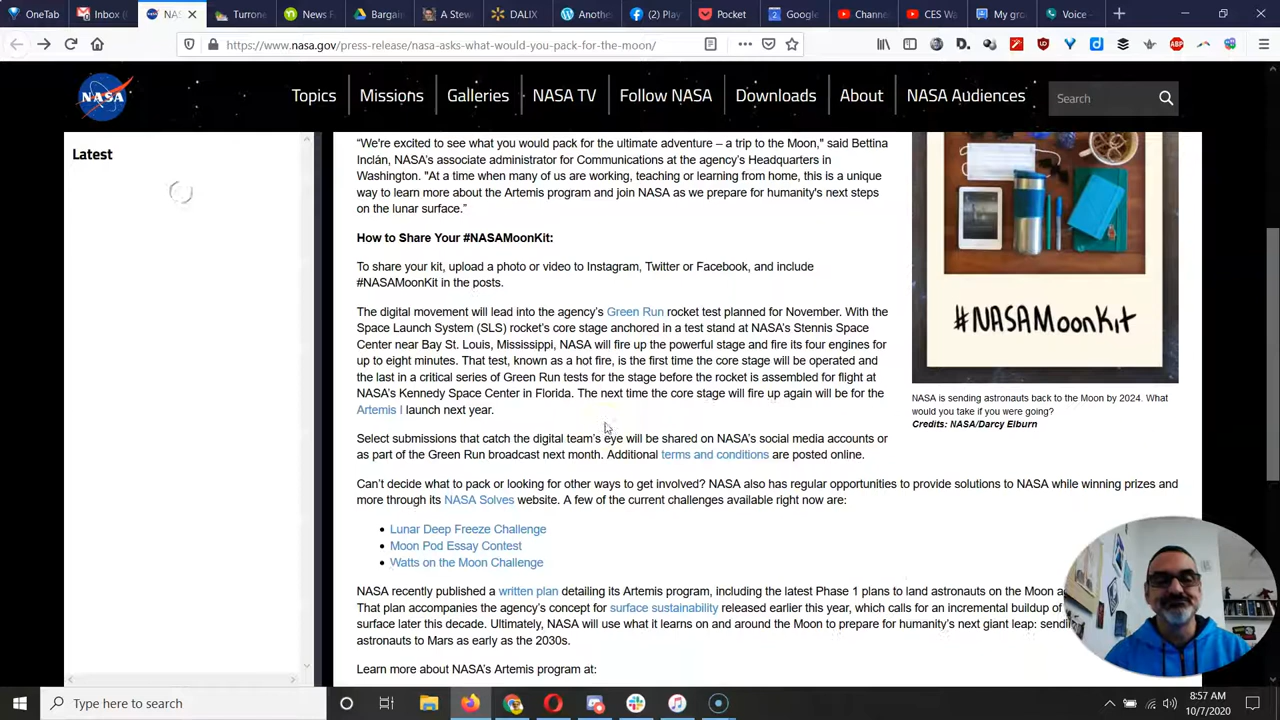 OneTab
Inbox (
NAS
Turrone
News F
Bargain
A Stew
DALIX
Anothe
(2) Play
Pocket
Google
Channe
CES Wa
My gro
Voice -
https://www.nasa.gov/press-release/nasa-asks-what-would-you-pack-for-the-moon/
NASA
Topics
Missions
Galleries
NASA TV
Follow NASA
Downloads
About
NASA Audiences
Search
Latest
“We're excited to see what you would pack for the ultimate adventure – a trip to the Moon," said Bettina
Inclán, NASA’s associate administrator for Communications at the agency’s Headquarters in
Washington. "At a time when many of us are working, teaching or learning from home, this is a unique
way to learn more about the Artemis program and join NASA as we prepare for humanity's next steps
on the lunar surface.”
How to Share Your #NASAMoonKit:
To share your kit, upload a photo or video to Instagram, Twitter or Facebook, and include
#NASAMoonKit in the posts.
The digital movement will lead into the agency’s Green Run rocket test planned for November. With the
Space Launch System (SLS) rocket’s core stage anchored in a test stand at NASA’s Stennis Space
Center near Bay St. Louis, Mississippi, NASA will fire up the powerful stage and fire its four engines for
up to eight minutes. That test, known as a hot fire, is the first time the core stage will be operated and
the last in a critical series of Green Run tests for the stage before the rocket is assembled for flight at
NASA’s Kennedy Space Center in Florida. The next time the core stage will fire up again will be for the
Artemis I launch next year.
#NASAMoonKit
NASA is sending astronauts back to the Moon by 2024. What
would you take if you were going?
Credits: NASA/Darcy Elburn
Select submissions that catch the digital team’s eye will be shared on NASA’s social media accounts or
as part of the Green Run broadcast next month. Additional terms and conditions are posted online.
Can’t decide what to pack or looking for other ways to get involved? NASA also has regular opportunities to provide solutions to NASA while winning prizes and
more through its NASA Solves website. A few of the current challenges available right now are:
Lunar Deep Freeze Challenge
Moon Pod Essay Contest
Watts on the Moon Challenge
NASA recently published a written plan detailing its Artemis program, including the latest Phase 1 plans to land astronauts on the Moon a
That plan accompanies the agency’s concept for surface sustainability released earlier this year, which calls for an incremental buildup of
surface later this decade. Ultimately, NASA will use what it learns on and around the Moon to prepare for humanity’s next giant leap: sendi
astronauts to Mars as early as the 2030s.
Learn more about NASA’s Artemis program at:
Type here to search
8:57 AM
10/7/2020